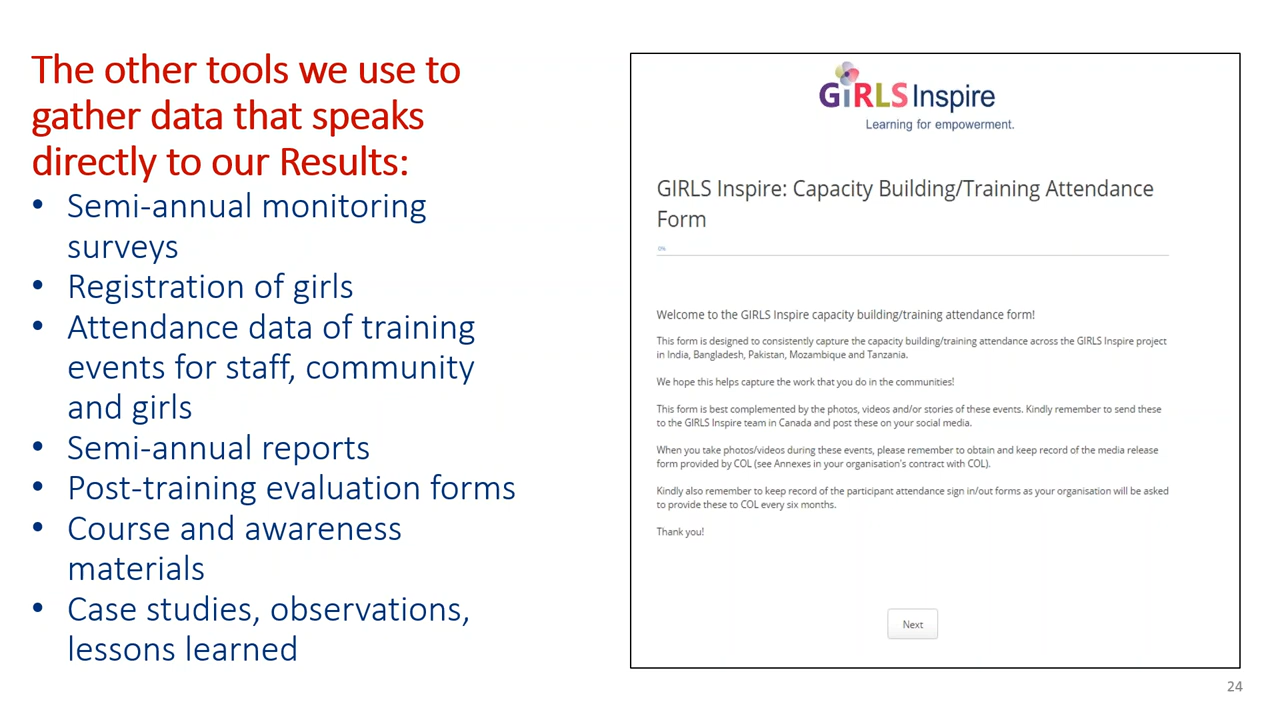 The other tools we use to
gather data that speaks
directly to our Results:
• Semi-annual monitoring
surveys
• Registration of girls
• Attendance data of training
events for staff, community
and girls
• Semi-annual reports
• Post-training evaluation forms
• Course and awareness
materials
• Case studies, observations,
lessons learned
GiRLS Inspire
Learning for empowerment.
GIRLS Inspire: Capacity Building/Training Attendance
Form
0%
Welcome to the GIRLS Inspire capacity building/training attendance form!
This form is designed to consistently capture the capacity building/training attendance across the GIRLS Inspire project
in India, Bangladesh, Pakistan, Mozambique and Tanzania.
We hope this helps capture the work that you do in the communities!
This form is best complemented by the photos, videos and/or stories of these events. Kindly remember to send these
to the GIRLS Inspire team in Canada and post these on your social media.
When you take photos/videos during these events, please remember to obtain and keep record of the media release
form provided by COL (see Annexes in your organisation's contract with COL).
Kindly also remember to keep record of the participant attendance sign in/out forms as your organisation will be asked
to provide these to COL every six months.
Thank you!
Next
24